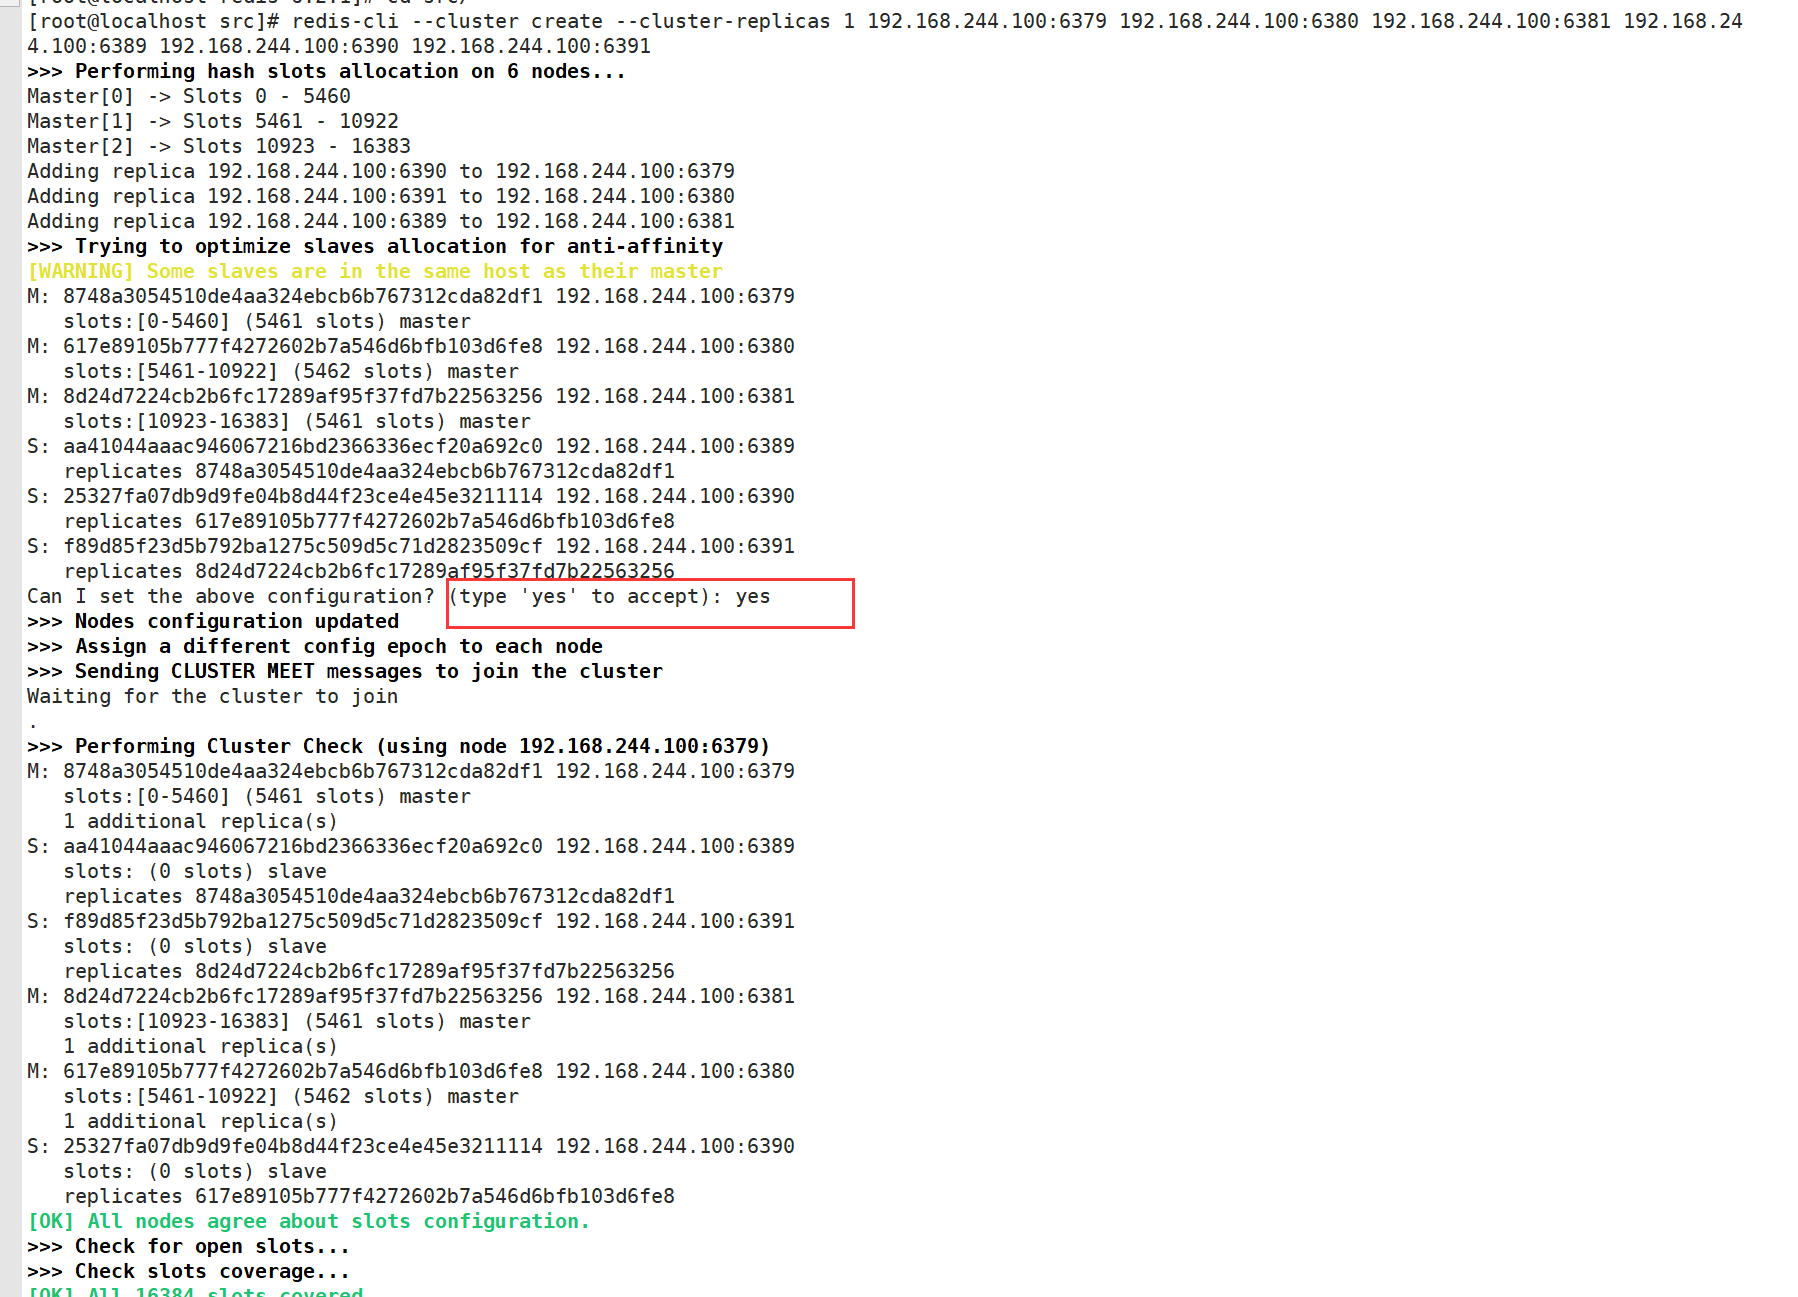 [root@localhost redis-6.2.1]# cd src/
[root@localhost src]# redis-cli --cluster create --cluster-replicas 1 192.168.244.100:6379 192.168.244.100:6380 192.168.244.100:6381 192.168.24
4.100:6389 192.168.244.100:6390 192.168.244.100:6391
>>> Performing hash slots allocation on 6 nodes...
Master[0] -> Slots 0 - 5460
Master[1] -> Slots 5461 - 10922
Master[2] -> Slots 10923 - 16383
Adding replica 192.168.244.100:6390 to 192.168.244.100:6379
Adding replica 192.168.244.100:6391 to 192.168.244.100:6380
Adding replica 192.168.244.100:6389 to 192.168.244.100:6381
>>> Trying to optimize slaves allocation for anti-affinity
[WARNING] Some slaves are in the same host as their master
M: 8748a3054510de4aa324ebcb6b767312cda82df1 192.168.244.100:6379
   slots:[0-5460] (5461 slots) master
M: 617e89105b777f4272602b7a546d6bfb103d6fe8 192.168.244.100:6380
   slots:[5461-10922] (5462 slots) master
M: 8d24d7224cb2b6fc17289af95f37fd7b22563256 192.168.244.100:6381
   slots:[10923-16383] (5461 slots) master
S: aa41044aaac946067216bd2366336ecf20a692c0 192.168.244.100:6389
   replicates 8748a3054510de4aa324ebcb6b767312cda82df1
S: 25327fa07db9d9fe04b8d44f23ce4e45e3211114 192.168.244.100:6390
   replicates 617e89105b777f4272602b7a546d6bfb103d6fe8
S: f89d85f23d5b792ba1275c509d5c71d2823509cf 192.168.244.100:6391
   replicates 8d24d7224cb2b6fc17289af95f37fd7b22563256
Can I set the above configuration? (type 'yes' to accept): yes
>>> Nodes configuration updated
>>> Assign a different config epoch to each node
>>> Sending CLUSTER MEET messages to join the cluster
Waiting for the cluster to join
.
>>> Performing Cluster Check (using node 192.168.244.100:6379)
M: 8748a3054510de4aa324ebcb6b767312cda82df1 192.168.244.100:6379
   slots:[0-5460] (5461 slots) master
   1 additional replica(s)
S: aa41044aaac946067216bd2366336ecf20a692c0 192.168.244.100:6389
   slots: (0 slots) slave
   replicates 8748a3054510de4aa324ebcb6b767312cda82df1
S: f89d85f23d5b792ba1275c509d5c71d2823509cf 192.168.244.100:6391
   slots: (0 slots) slave
   replicates 8d24d7224cb2b6fc17289af95f37fd7b22563256
M: 8d24d7224cb2b6fc17289af95f37fd7b22563256 192.168.244.100:6381
   slots:[10923-16383] (5461 slots) master
   1 additional replica(s)
M: 617e89105b777f4272602b7a546d6bfb103d6fe8 192.168.244.100:6380
   slots:[5461-10922] (5462 slots) master
   1 additional replica(s)
S: 25327fa07db9d9fe04b8d44f23ce4e45e3211114 192.168.244.100:6390
   slots: (0 slots) slave
   replicates 617e89105b777f4272602b7a546d6bfb103d6fe8
[OK] All nodes agree about slots configuration.
>>> Check for open slots...
>>> Check slots coverage...
[OK] All 16384 slots covered